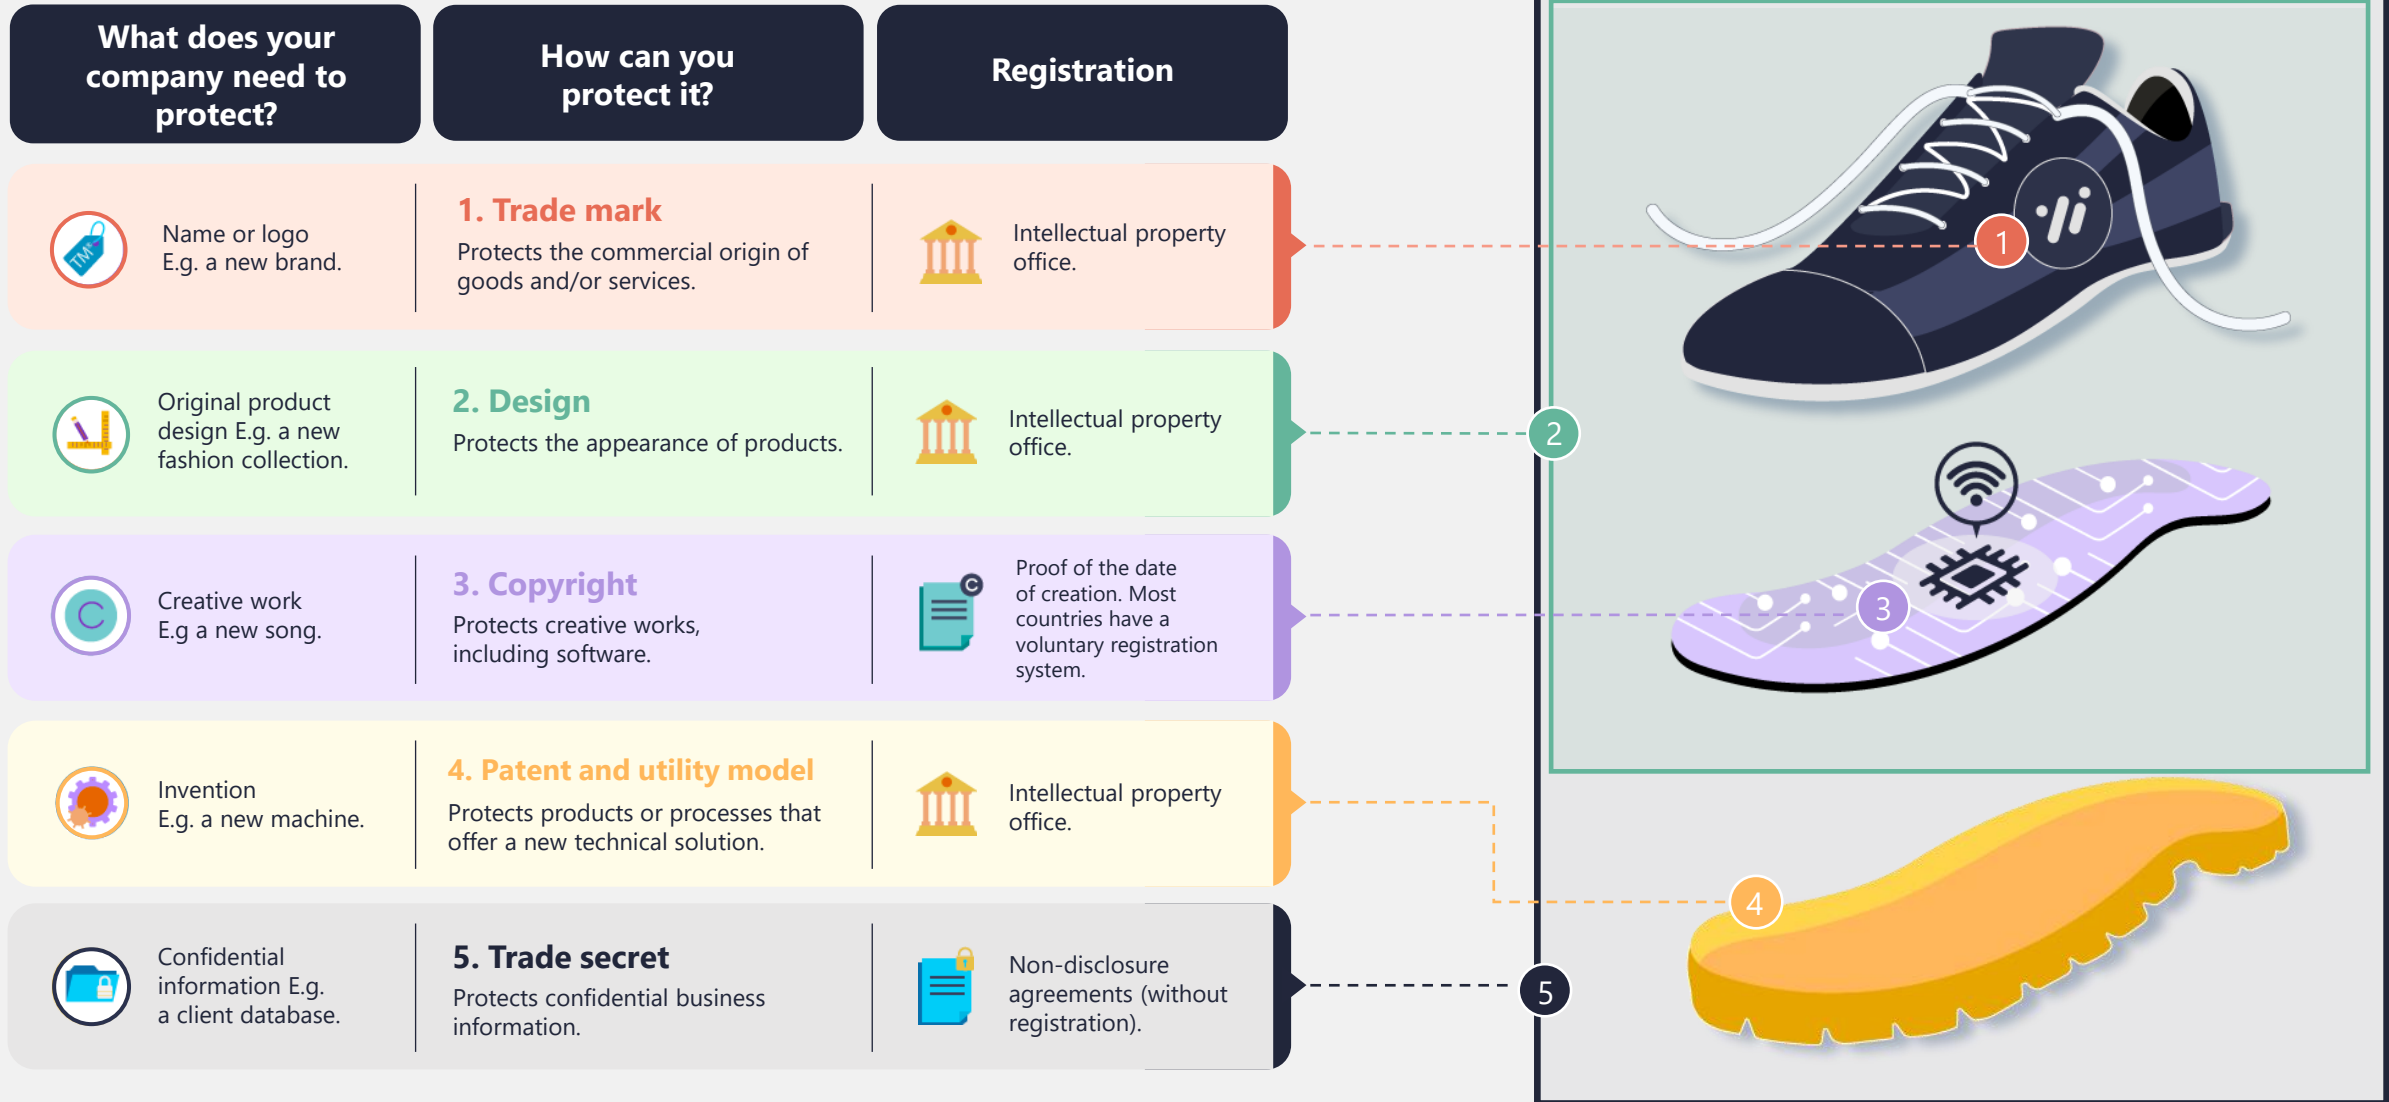 What does your
company need to
protect?
How can you
protect it?
Registration
Name or logo
E.g. a new brand.
TM
1. Trade mark
Protects the commercial origin of
goods and/or services.
Intellectual property
office.
1
Original product
design E.g. a new
fashion collection.
2. Design
Protects the appearance of products.
Intellectual property
office.
2
Creative work
E.g a new song.
C
3. Copyright
Protects creative works,
including software.
C
Proof of the date
of creation. Most
countries have a
voluntary registration
system.
3
Invention
E.g. a new machine.
4. Patent and utility model
Protects products or processes that
offer a new technical solution.
Intellectual property
office.
4
Confidential
information E.g.
a client database.
5. Trade secret
Protects confidential business
information.
Non-disclosure
agreements (without
registration).
5